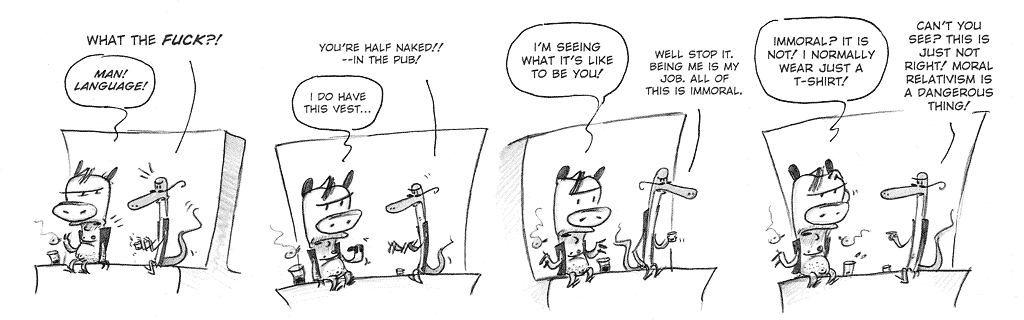 WHAT THE FUCK?!
MAN!
LANGUAGE!
YOU'RE HALF NAKED!!
--IN THE PUB!
I DO HAVE
THIS VEST...
I'M SEEING
WHAT IT'S LIKE
TO BE YOU!
WELL STOP IT.
BEING ME IS MY
JOB. ALL OF
THIS IS IMMORAL.
IMMORAL? IT IS
NOT! I NORMALLY
WEAR JUST A
T-SHIRT!
CAN'T YOU
SEE? THIS IS
JUST NOT
RIGHT! MORAL
RELATIVISM IS
A DANGEROUS
THING!